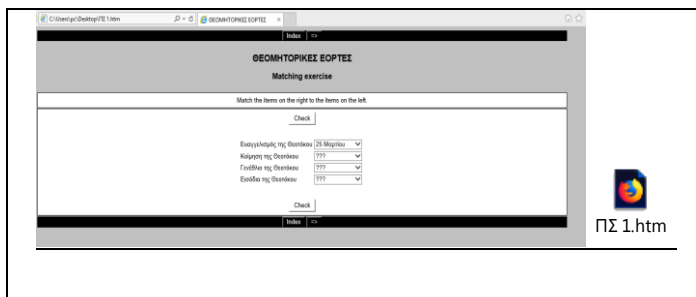 C:\Users\pc\Desktop\ΠΣ 1.htm
ΘΕΟΜΗΤΟΡΙΚΕΣ ΕΟΡΤΕΣ
Index =>
ΘΕΟΜΗΤΟΡΙΚΕΣ ΕΟΡΤΕΣ
Matching exercise
Match the items on the right to the items on the left.
Check
Ευαγγελισμός της Θεοτόκου 25 Μαρτίου
Κοίμηση της Θεοτόκου ???
Γενέθλιο της Θεοτόκου ???
Εισόδια της Θεοτόκου ???
Check
Index =>
ΠΣ 1.htm